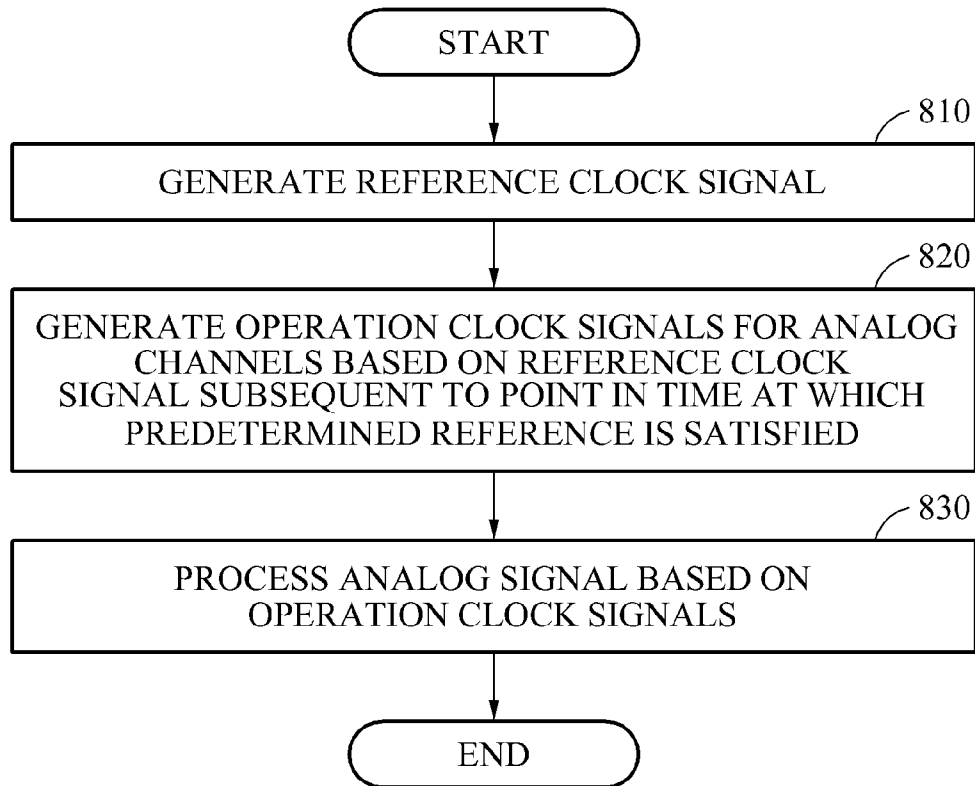 START
810
GENERATE REFERENCE CLOCK SIGNAL
820
GENERATE OPERATION CLOCK SIGNALS FOR ANALOG
CHANNELS BASED ON REFERENCE CLOCK
SIGNAL SUBSEQUENT TO POINT IN TIME AT WHICH
PREDETERMINED REFERENCE IS SATISFIED
830
PROCESS ANALOG SIGNAL BASED ON
OPERATION CLOCK SIGNALS
END